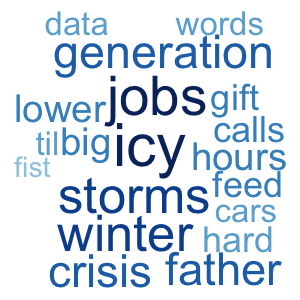 data words
generation
jobs gift
lower calls
til big icy hours
fist feed
storms cars
winter hard
crisis father